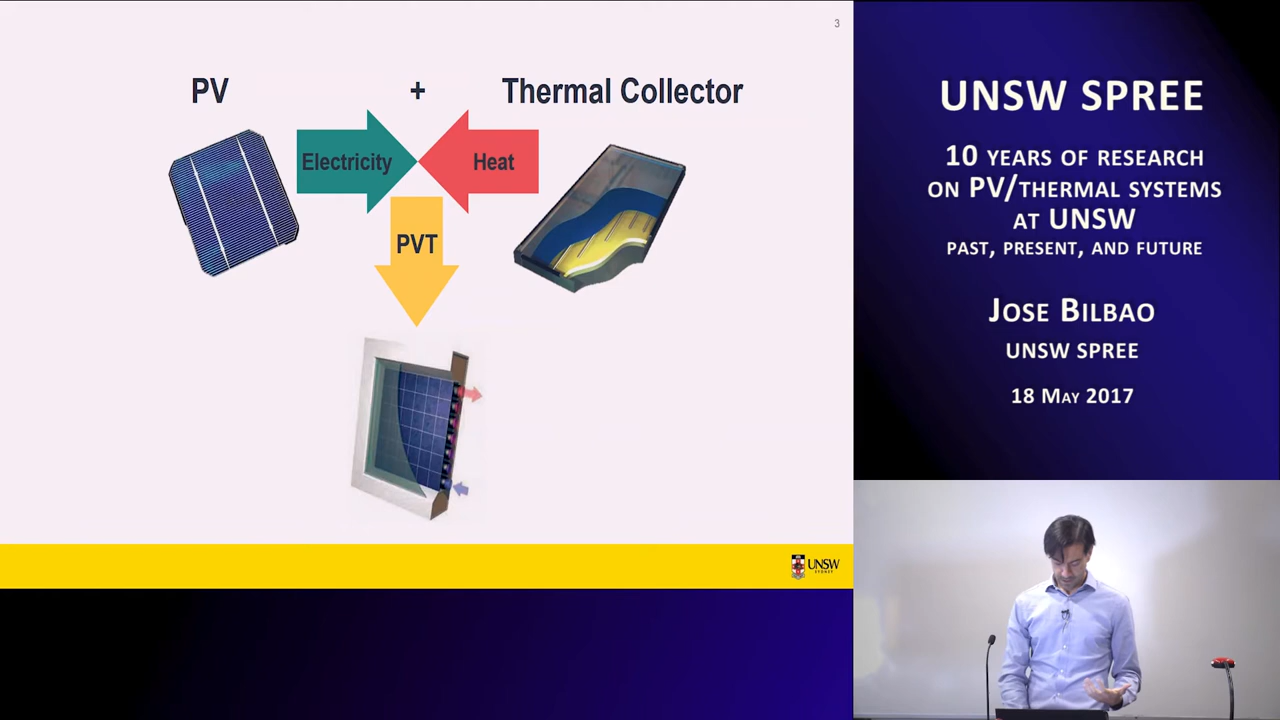 3
PV + Thermal Collector
Electricity
Heat
PVT
UNSW
SYDNEY
UNSW SPREE
10 YEARS OF RESEARCH
ON PV/THERMAL SYSTEMS
AT UNSW
PAST, PRESENT, AND FUTURE
JOSE BILBAO
UNSW SPREE
18 MAY 2017